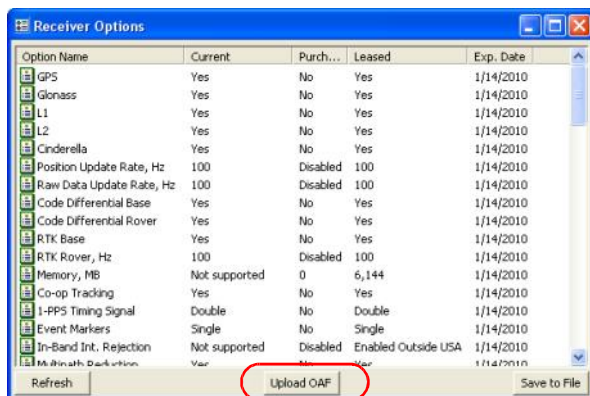 Receiver Options
Option Name Current Purch... Leased Exp. Date
GPS Yes No Yes 1/14/2010
Glonass Yes No Yes 1/14/2010
L1 Yes No Yes 1/14/2010
L2 Yes No Yes 1/14/2010
Cinderella Yes No Yes 1/14/2010
Position Update Rate, Hz 100 Disabled 100 1/14/2010
Raw Data Update Rate, Hz 100 Disabled 100 1/14/2010
Code Differential Base Yes No Yes 1/14/2010
Code Differential Rover Yes No Yes 1/14/2010
RTK Base Yes No Yes 1/14/2010
RTK Rover, Hz 100 Disabled 100 1/14/2010
Memory, MB Not supported 0 6,144 1/14/2010
Co-op Tracking Yes No Yes 1/14/2010
1-PPS Timing Signal Double No Double 1/14/2010
Event Markers Single No Single 1/14/2010
In-Band Int. Rejection Not supported Disabled Enabled Outside USA 1/14/2010
Multipath Reduction Yes No Yes 1/14/2010
Refresh Upload OAF Save to File